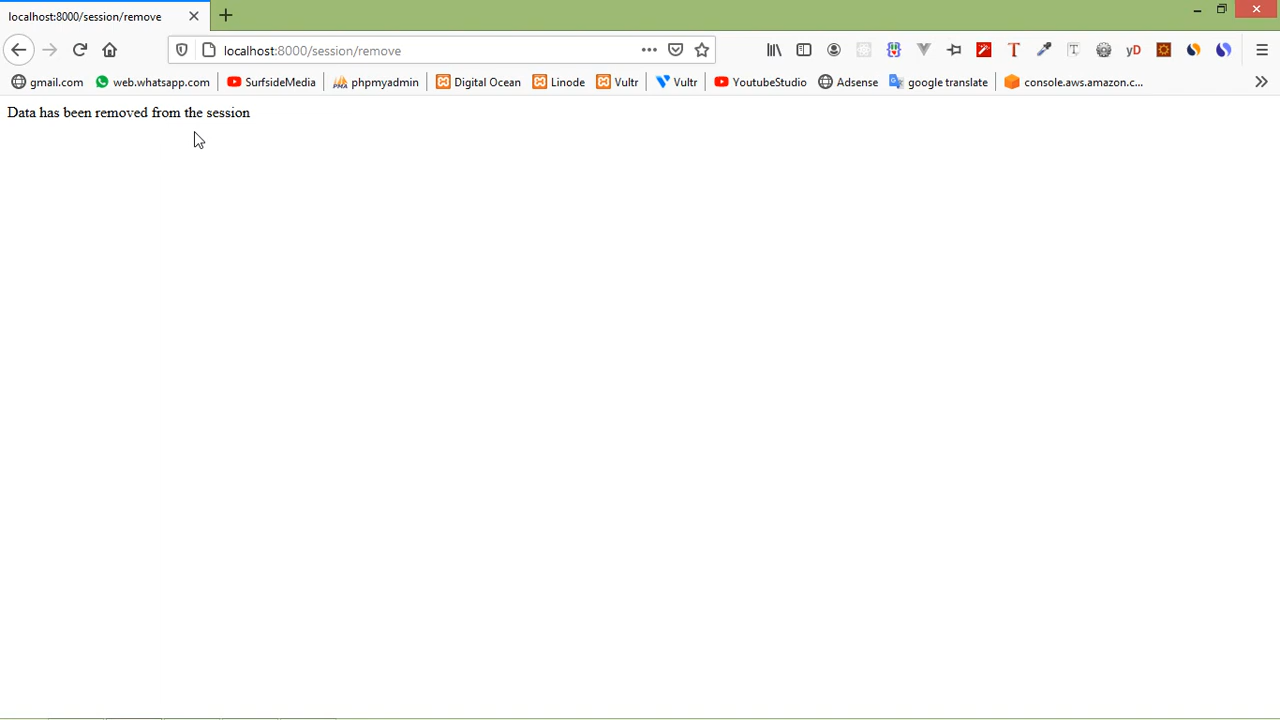 localhost:8000/session/remove
localhost:8000/session/remove
gmail.com web.whatsapp.com SurfsideMedia phpmyadmin Digital Ocean Linode Vultr Vultr YoutubeStudio Adsense google translate console.aws.amazon.c...
Data has been removed from the session